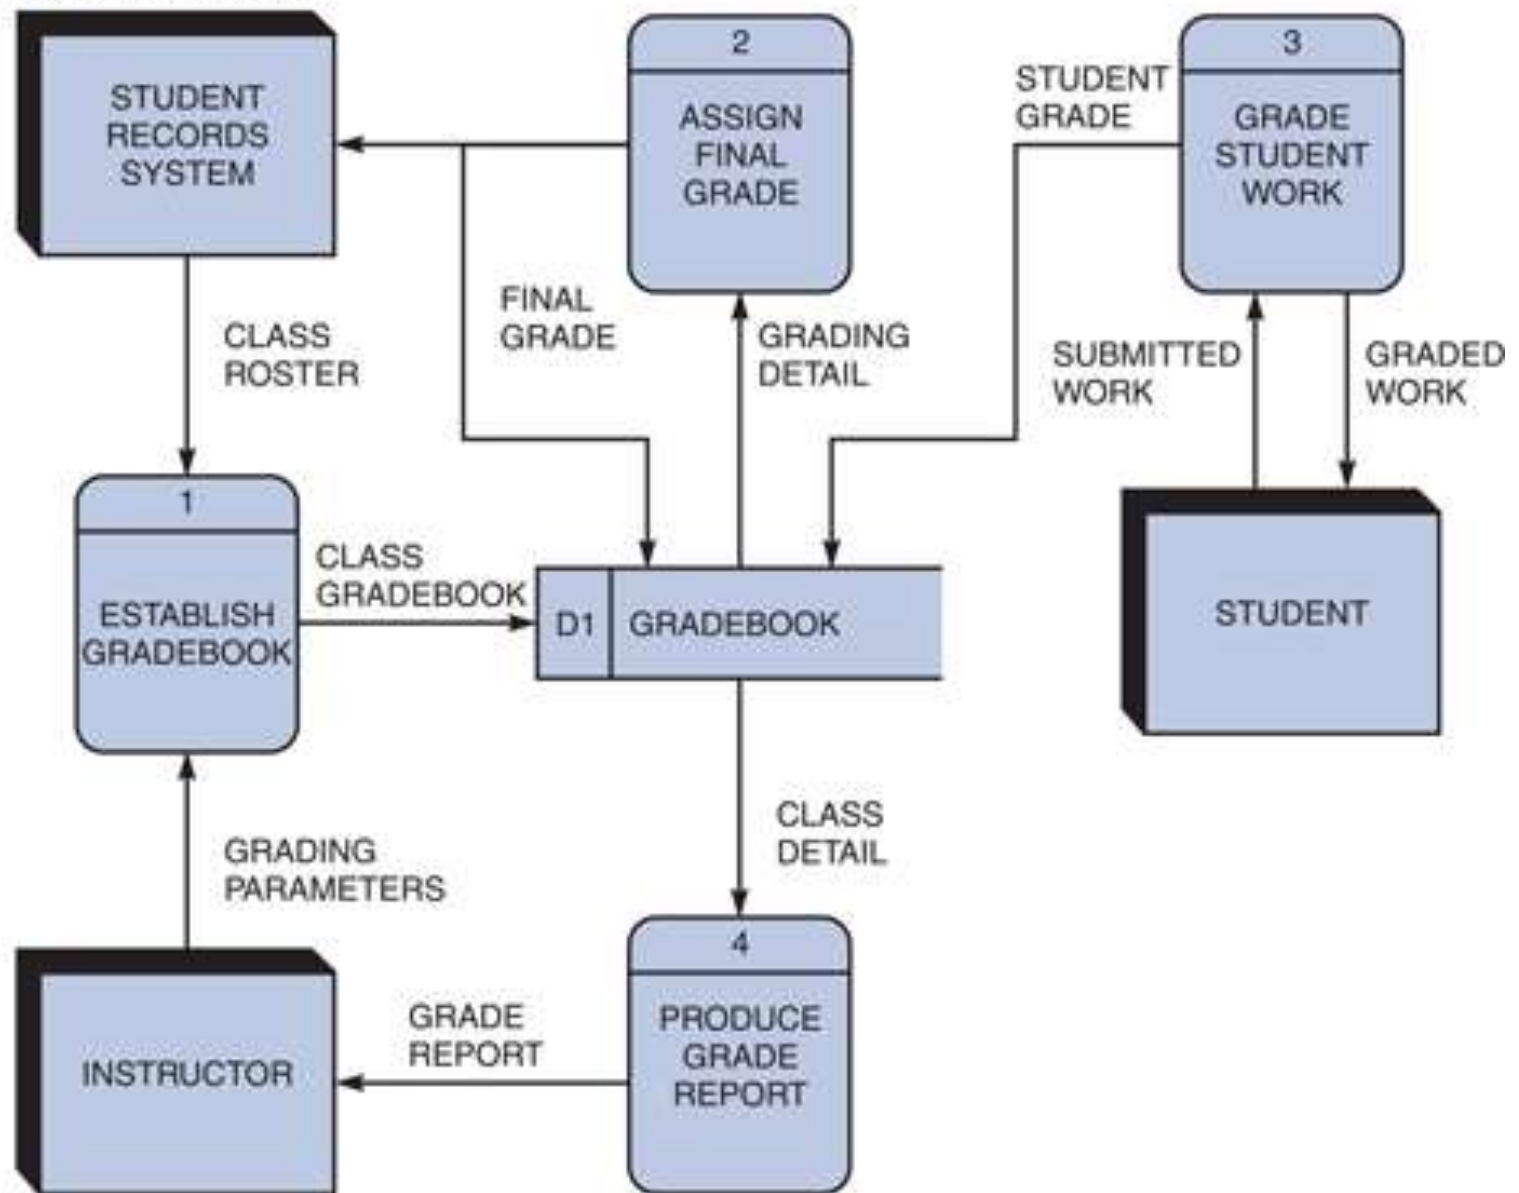 STUDENT
RECORDS
SYSTEM
2
ASSIGN
FINAL
GRADE
STUDENT
GRADE
3
GRADE
STUDENT
WORK
CLASS
ROSTER
FINAL
GRADE
GRADING
DETAIL
SUBMITTED
WORK
GRADED
WORK
1
ESTABLISH
GRADEBOOK
CLASS
GRADEBOOK
D1 GRADEBOOK
STUDENT
GRADING
PARAMETERS
CLASS
DETAIL
INSTRUCTOR
GRADE
REPORT
4
PRODUCE
GRADE
REPORT